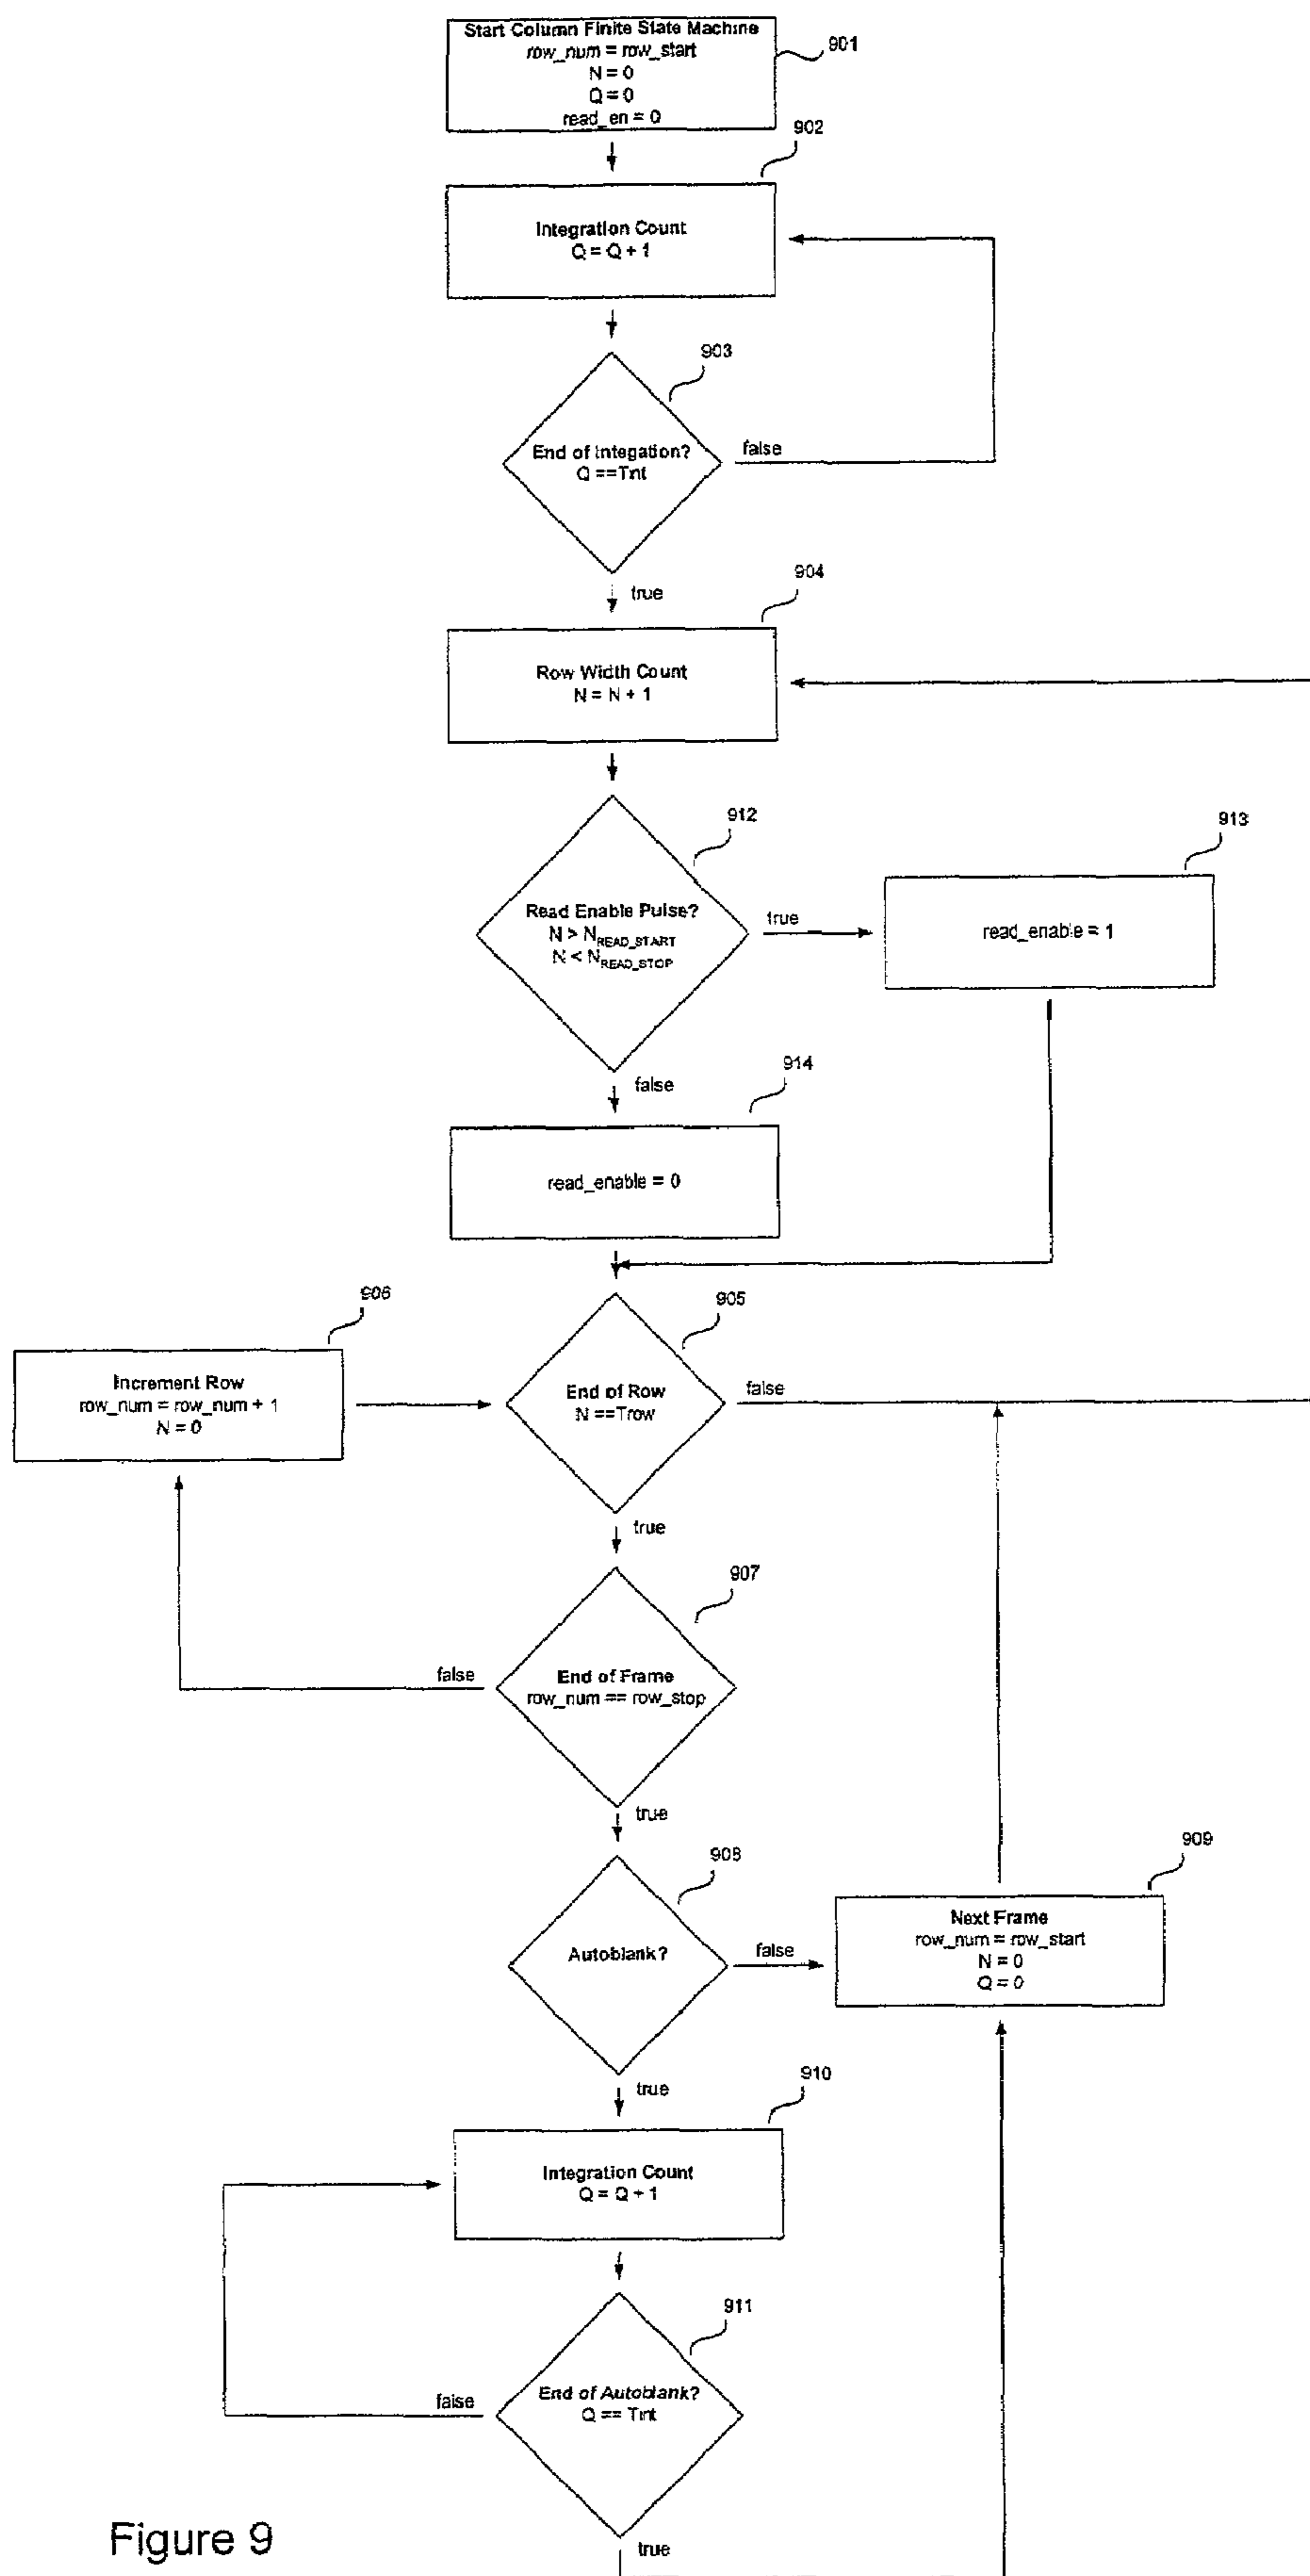 Start Column Finite State Machine
row_num = row_start
N = 0
Q = 0
read_en = 0
901
902
Integration Count
Q = Q + 1
903
End of Integation?
Q ==Tint
false
true
904
Row Width Count
N = N + 1
912
Read Enable Pulse?
N > N_READ_START
N < N_READ_STOP
true
913
read_enable = 1
false
914
read_enable = 0
905
906
Increment Row
row_num = row_num + 1
N = 0
End of Row
N ==Trow
false
true
907
End of Frame
row_num == row_stop
false
true
908
909
Autoblank?
false
Next Frame
row_num = row_start
N = 0
Q = 0
true
910
Integration Count
Q = Q + 1
911
End of Autoblank?
Q == Tint
false
true
Figure 9